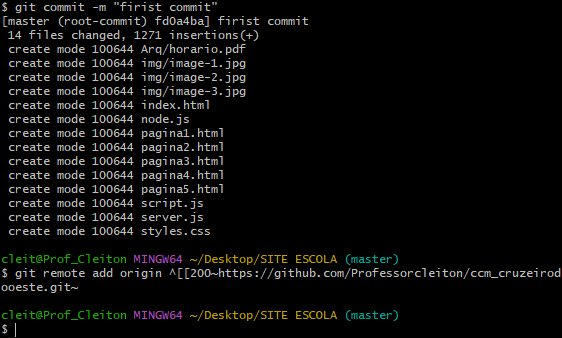 $ git commit -m "firist commit"
[master (root-commit) fd0a4ba] firist commit
 14 files changed, 1271 insertions(+)
 create mode 100644 Arq/horario.pdf
 create mode 100644 img/image-1.jpg
 create mode 100644 img/image-2.jpg
 create mode 100644 img/image-3.jpg
 create mode 100644 index.html
 create mode 100644 node.js
 create mode 100644 pagina1.html
 create mode 100644 pagina2.html
 create mode 100644 pagina3.html
 create mode 100644 pagina4.html
 create mode 100644 pagina5.html
 create mode 100644 script.js
 create mode 100644 server.js
 create mode 100644 styles.css
cleit@Prof_Cleiton MINGW64 ~/Desktop/SITE ESCOLA (master)
$ git remote add origin ^[[200~https://github.com/Professorcleiton/ccm_cruzeirod
ooeste.git~
cleit@Prof_Cleiton MINGW64 ~/Desktop/SITE ESCOLA (master)
$